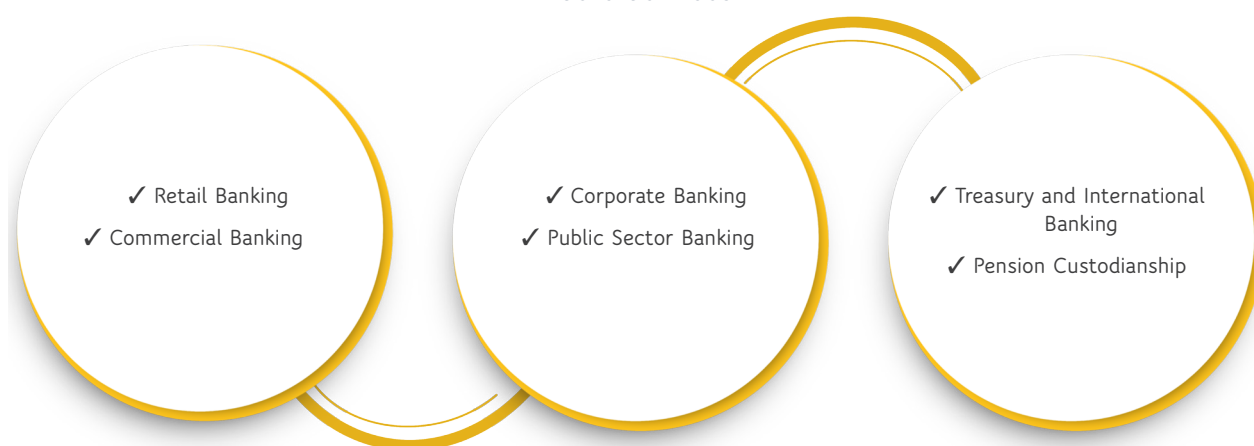 ✓ Retail Banking
✓ Commercial Banking
✓ Corporate Banking
✓ Public Sector Banking
✓ Treasury and International
Banking
✓ Pension Custodianship